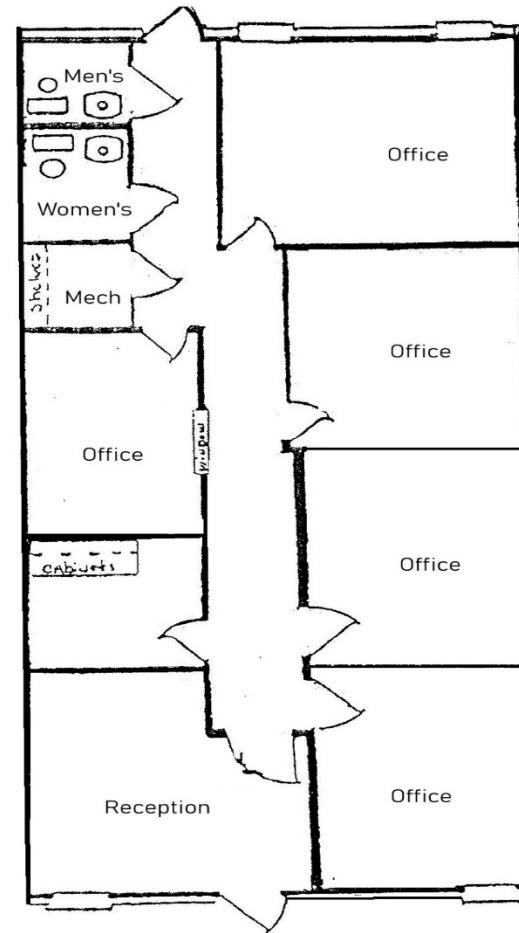 Men's
Office
Women's
Shelves
Mech
Office
Office
Window
Cabinets
Office
Reception
Office